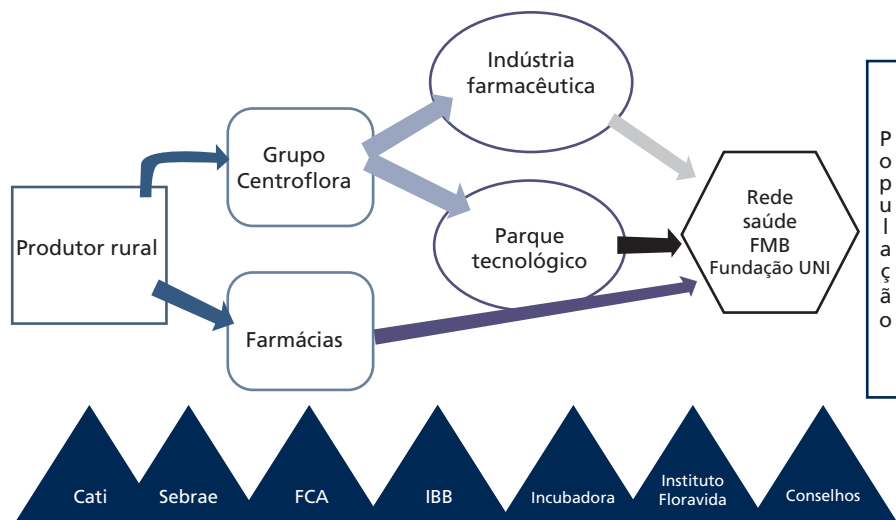 Indústria
farmacêutica
Grupo
Centroflora
Produtor rural
Parque
tecnológico
Farmácias
Rede
saúde
FMB
Fundação UNI
População
Cati
Sebrae
FCA
IBB
Incubadora
Instituto
Floravida
Conselhos